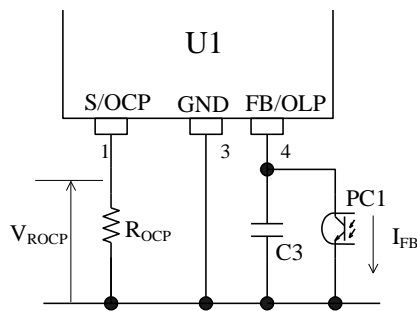 U1
S/OCP GND FB/OLP
1 3 4
PC1
VROCP ROCP C3 IFB